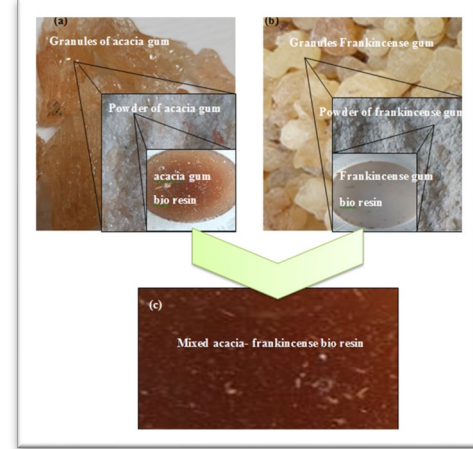 (a)
Granules of acacia gum
Powder of acacia gum
acacia gum
bio resin
(b)
Granules Frankincense gum
Powder of frankincense gum
Frankincense gum
bio resin
(c)
Mixed acacia- frankincense bio resin